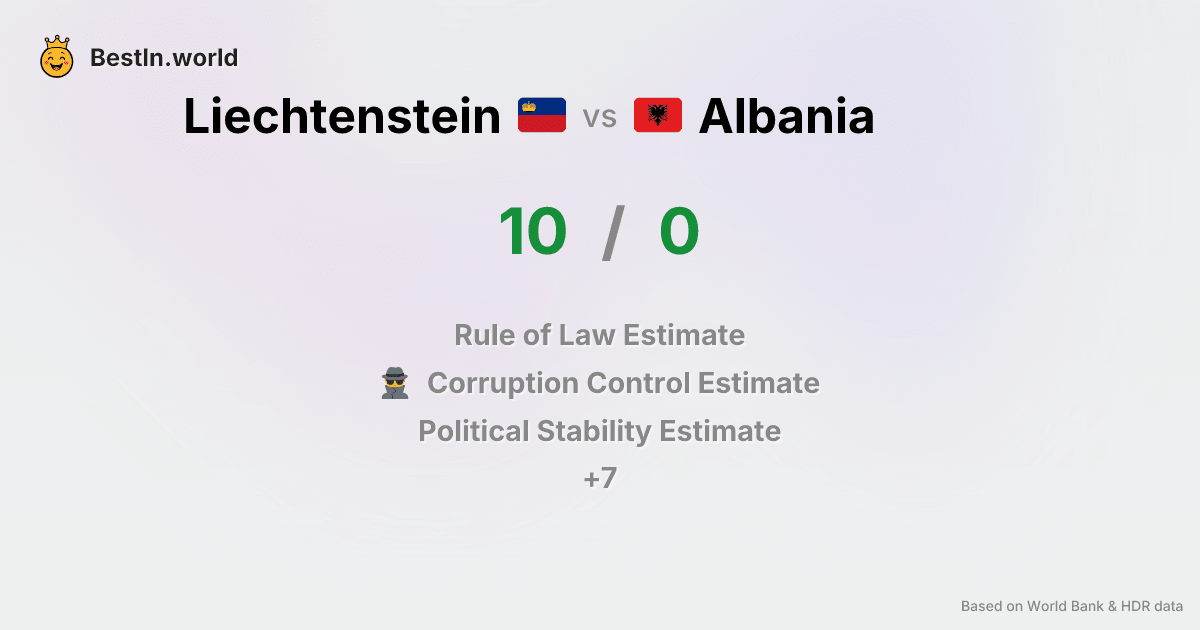 BestIn.world
Liechtenstein vs Albania
10 / 0
Rule of Law Estimate
Corruption Control Estimate
Political Stability Estimate
+7
Based on World Bank & HDR data